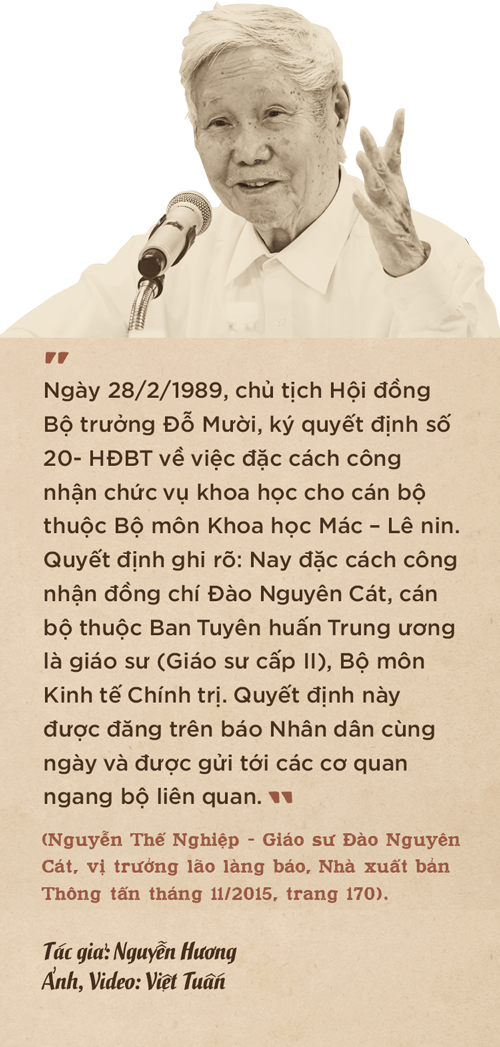 "
Ngày 28/2/1989, chủ tịch Hội đồng
Bộ trưởng Đỗ Mười, ký quyết định số
20- HĐBT về việc đặc cách công
nhận chức vụ khoa học cho cán bộ
thuộc Bộ môn Khoa học Mác – Lê nin.
Quyết định ghi rõ: Nay đặc cách công
nhận đồng chí Đào Nguyên Cát, cán
bộ thuộc Ban Tuyên huấn Trung ương
là giáo sư (Giáo sư cấp II), Bộ môn
Kinh tế Chính trị. Quyết định này
được đăng trên báo Nhân dân cùng
ngày và được gửi tới các cơ quan
ngang bộ liên quan. "
(Nguyễn Thế Nghiệp - Giáo sư Đào Nguyên
Cát, vị trưởng lão làng báo, Nhà xuất bản
Thông tấn tháng 11/2015, trang 170).
Tác giả: Nguyễn Hương
Ảnh, Video: Việt Tuấn